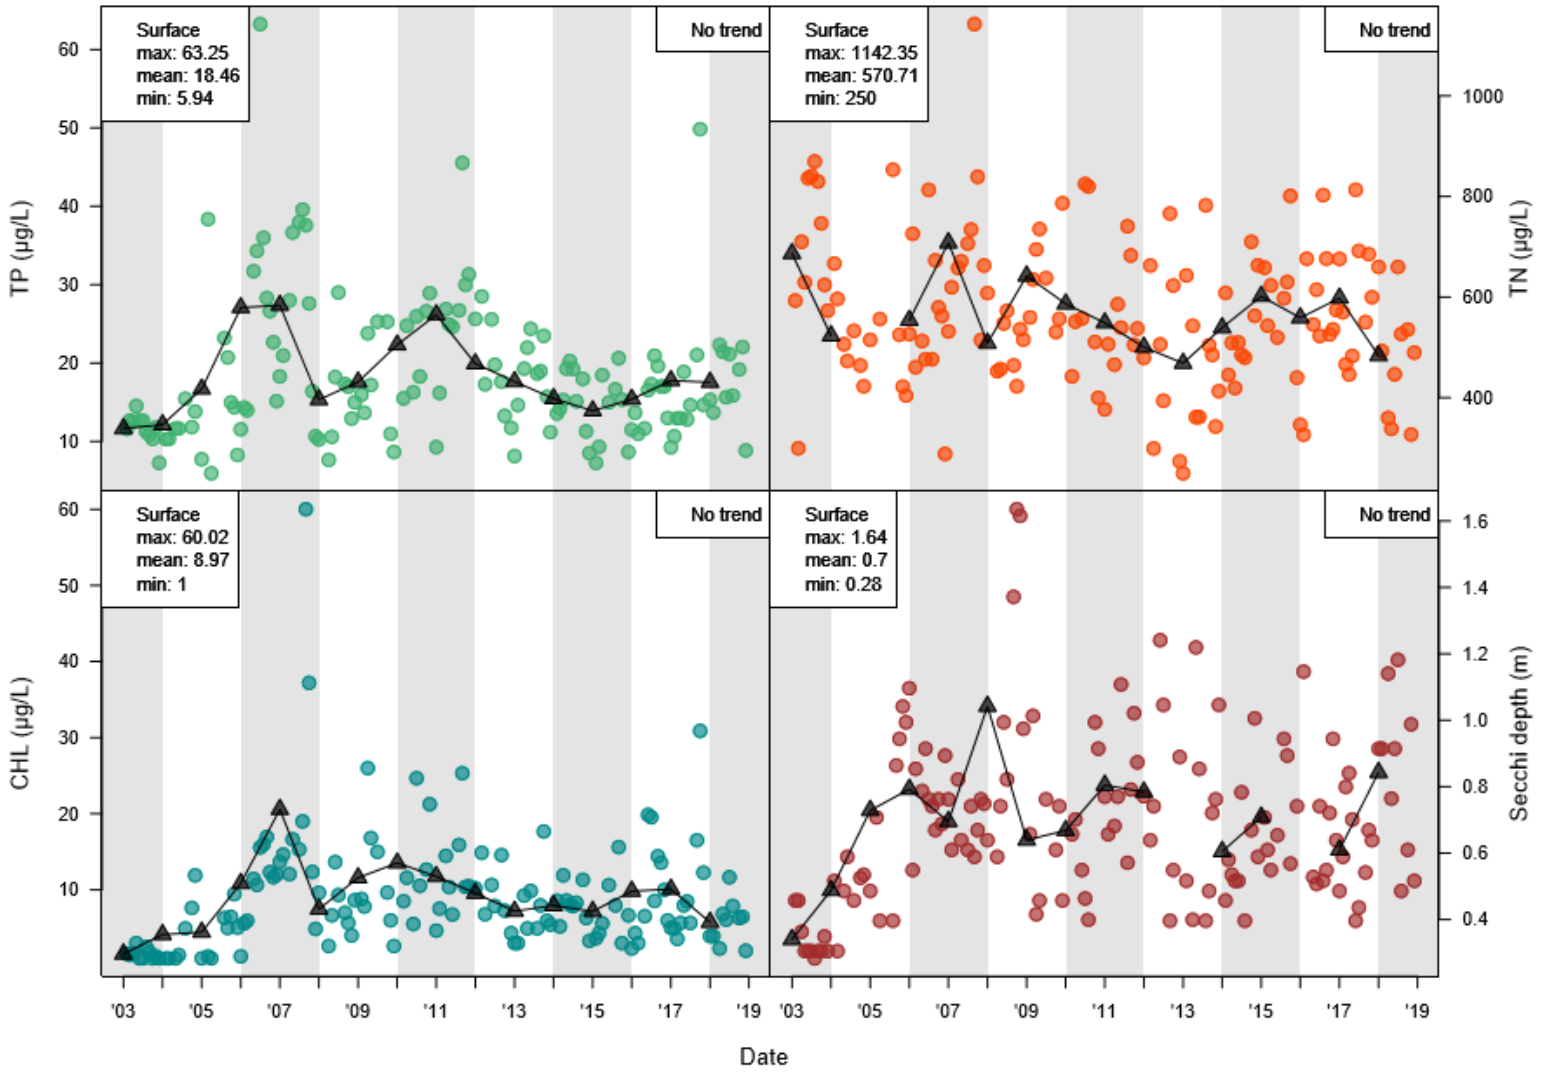 Surface
max: 63.25
mean: 18.46
min: 5.94
No trend
Surface
max: 1142.35
mean: 570.71
min: 250
No trend
60
50
40
30
20
10
TP (µg/L)
1000
800
600
400
TN (µg/L)
Surface
max: 60.02
mean: 8.97
min: 1
No trend
Surface
max: 1.64
mean: 0.7
min: 0.28
No trend
60
50
40
30
20
10
CHL (µg/L)
1.6
1.4
1.2
1.0
0.8
0.6
0.4
Secchi depth (m)
'03 '05 '07 '09 '11 '13 '15 '17 '19
'03 '05 '07 '09 '11 '13 '15 '17 '19
Date